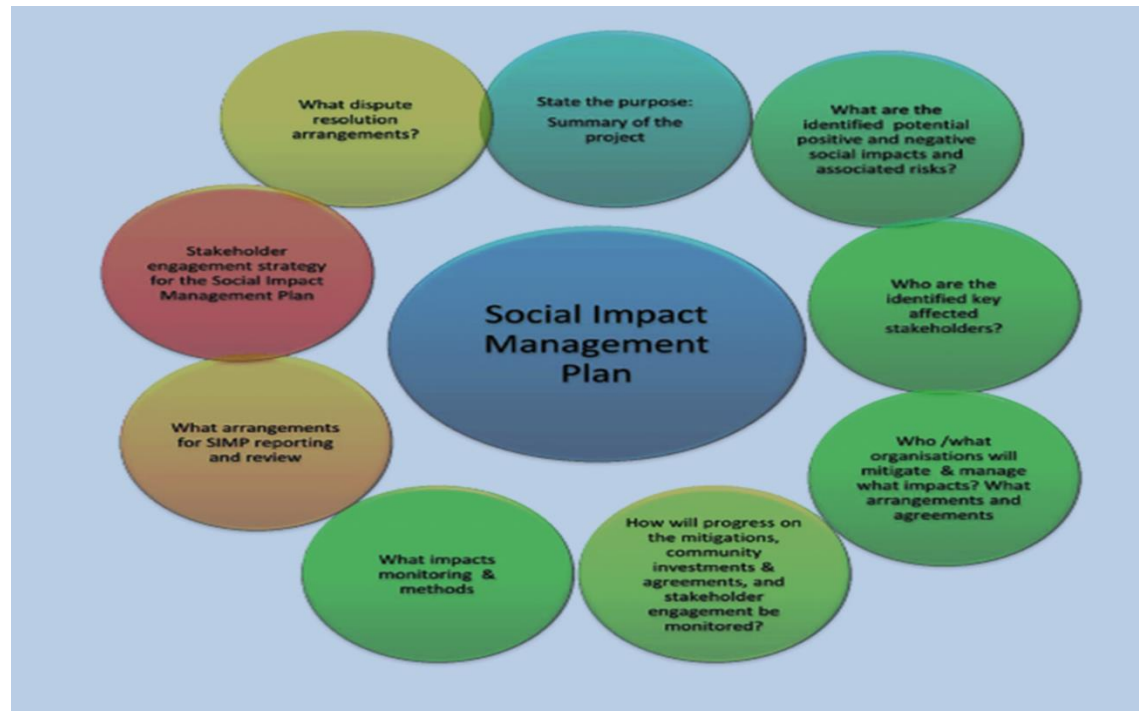 What dispute
resolution
arrangements?
State the purpose:
Summary of the
project
What are the
identified potential
positive and negative
social impacts and
associated risks?
Stakeholder
engagement strategy
for the Social Impact
Management Plan
Social Impact
Management
Plan
Who are the
identified key
affected
stakeholders?
What arrangements
for SIMP reporting
and review
Who /what
organisations will
mitigate & manage
what impacts? What
arrangements and
agreements
What impacts
monitoring &
methods
How will progress on
the mitigations,
community
investments &
agreements, and
stakeholder
engagement be
monitored?